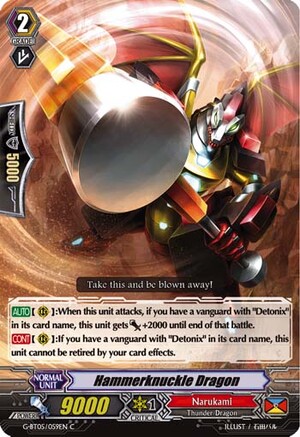 2
GRADE
5000
SHIELD
Take this and be blown away!
AUTO [ ]:When this unit attacks, if you have a vanguard with "Detonix"
in its card name, this unit gets +2000 until end of that battle.
CONT [ ]:If you have a vanguard with "Detonix" in its card name, this
unit cannot be retired by your card effects.
NORMAL
UNIT
Hammerknuckle Dragon
POWER
9000
1
Narukami
Thunder Dragon
G-BT05/059EN C
ILLUST /